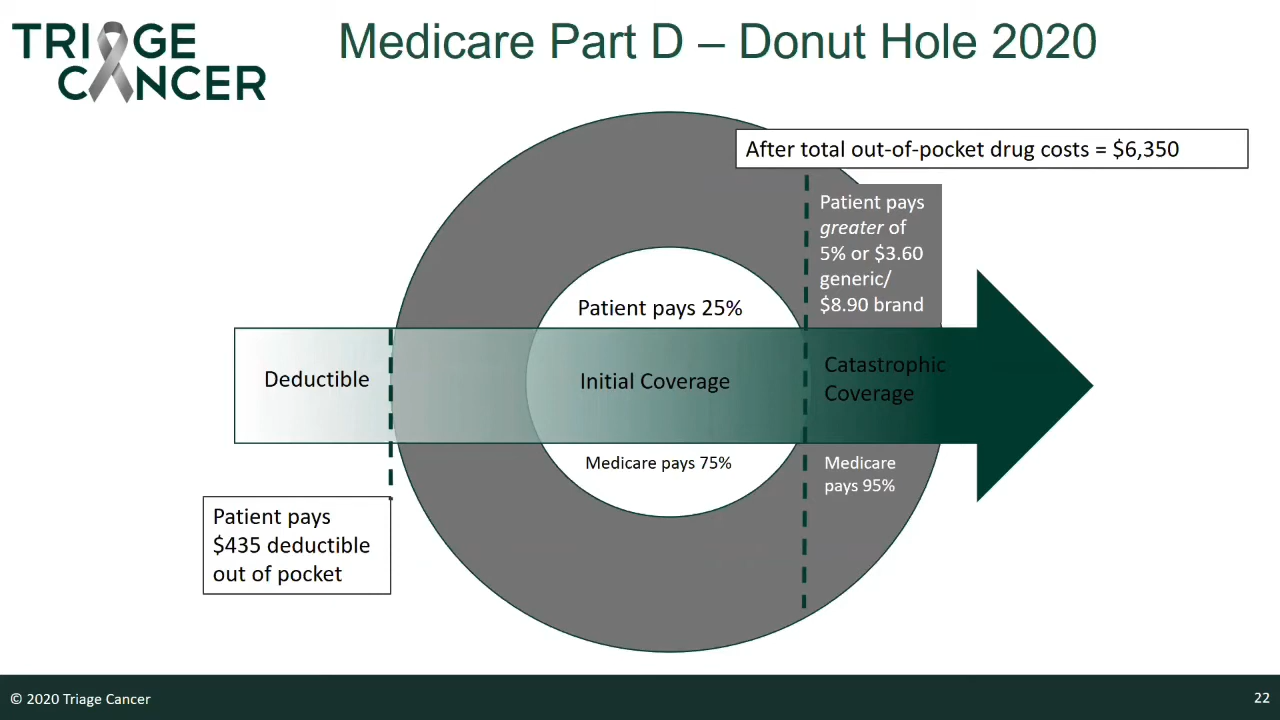 TRIAGE
CANCER
Medicare Part D – Donut Hole 2020
After total out-of-pocket drug costs = $6,350
Patient pays
greater of
5% or $3.60
generic/
$8.90 brand
Patient pays 25%
Deductible
Initial Coverage
Catastrophic
Coverage
Medicare pays 75%
Medicare
pays 95%
Patient pays
$435 deductible
out of pocket
© 2020 Triage Cancer
22